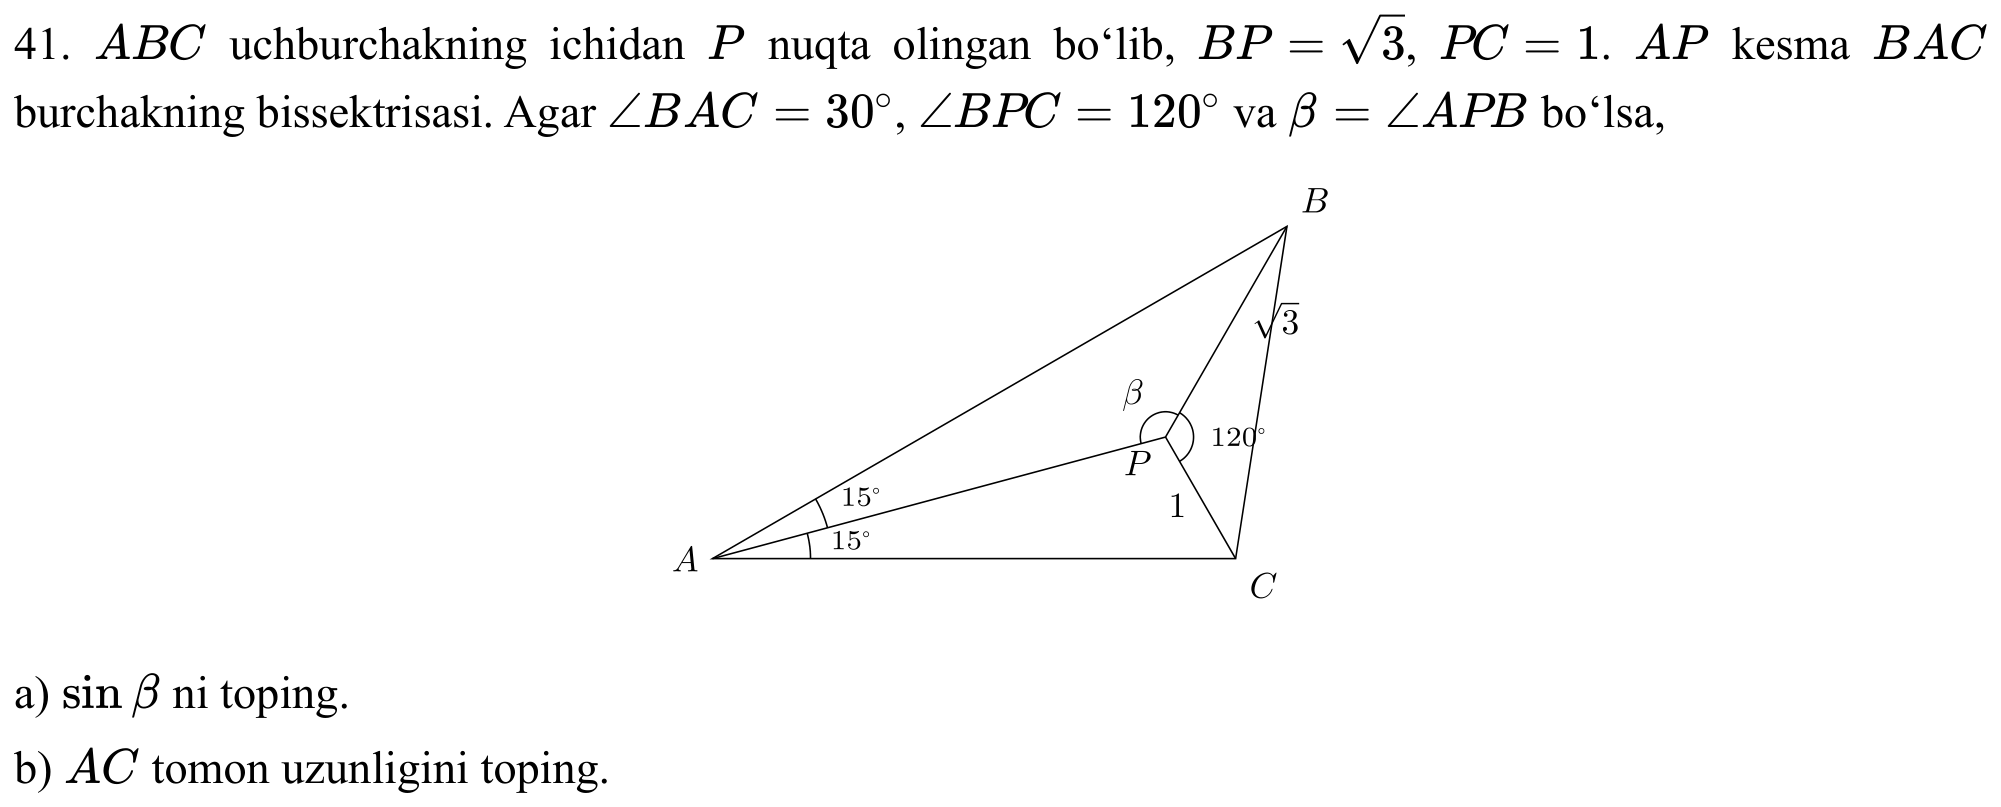 41. ABC uchburchakning ichidan P nuqta olingan bo‘lib, BP = √3, PC = 1. AP kesma BAC
burchakning bissektrisasi. Agar ∠BAC = 30°, ∠BPC = 120° va β = ∠APB bo‘lsa,
B
√3
β
120°
P
15°
1
15°
A
C
a) sin β ni toping.
b) AC tomon uzunligini toping.